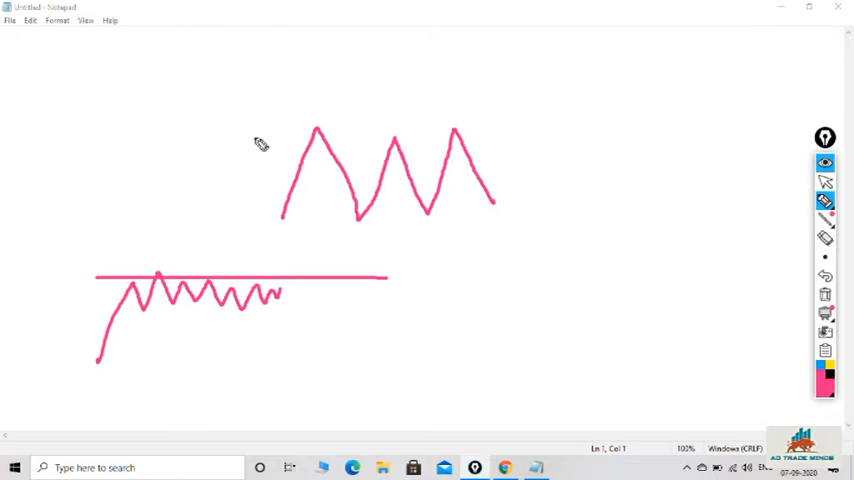 Untitled - Notepad
File Edit Format View Help
Ln 1, Col 1 100% Windows (CRLF)
AD TRADE MINDS
Type here to search
07-09-2020